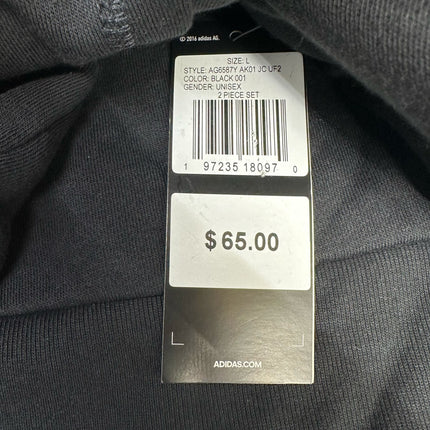 © 2016 adidas AG.
SIZE: L
STYLE: AG6587Y AK01 JC UF2
COLOR: BLACK 001
GENDER: UNISEX
2 PIECE SET
1 97235 18097 0
$ 65.00
ADIDAS.COM